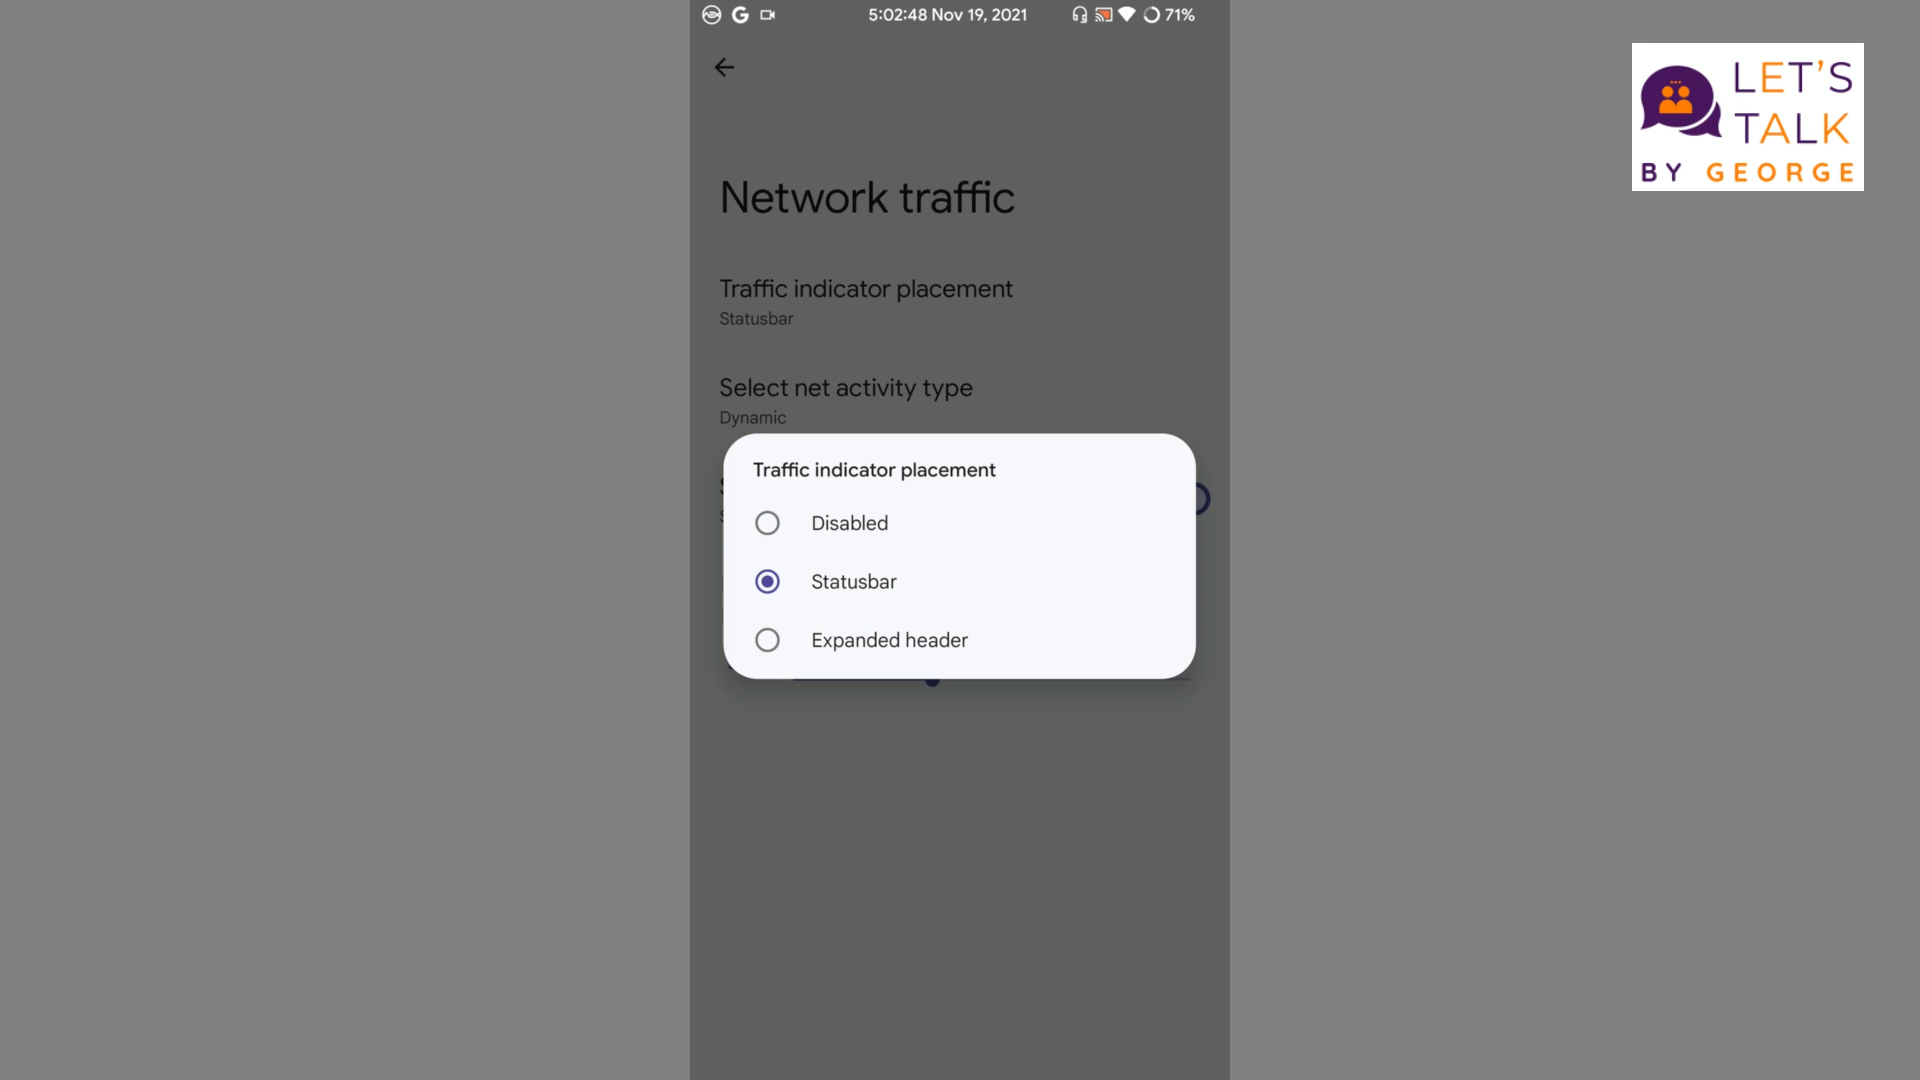 5:02:48 Nov 19, 2021
71%
LET'S
TALK
BY GEORGE
Network traffic
Traffic indicator placement
Statusbar
Select net activity type
Dynamic
Traffic indicator placement
Disabled
Statusbar
Expanded header